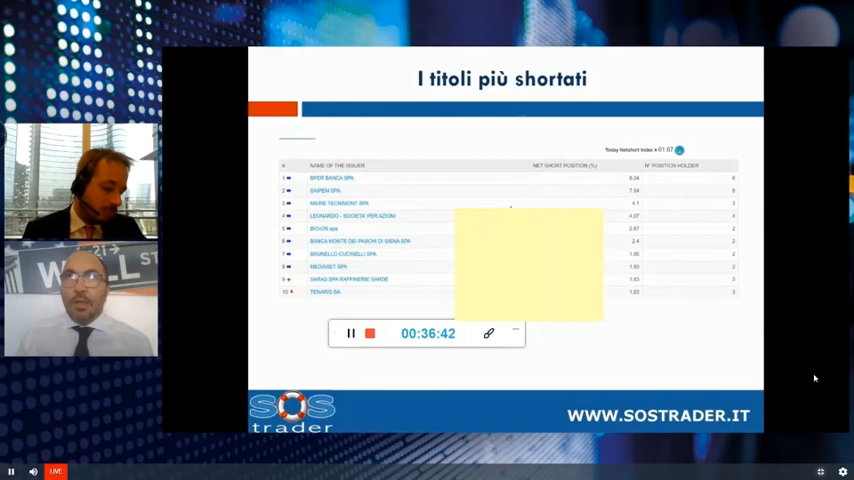 I titoli più shortati
Today Netshort Index = 61.67
# NAME OF THE ISSUER NET SHORT POSITION (%) N° POSITION HOLDER
1 BPER BANCA SPA 8.04 8
2 SAIPEM SPA 7.54 8
3 MAIRE TECNIMONT SPA 4.1 3
4 LEONARDO - SOCIETA' PER AZIONI 4.07 4
5 BIO-ON spa 2.87 2
6 BANCA MONTE DEI PASCHI DI SIENA SPA 2.4 2
7 BRUNELLO CUCINELLI SPA 2
8 MEDIASET SPA 2
9 SARAS SPA RAFFINERIE SARDE 1.83 3
10 TENARIS SA 1.83 3
00:36:42
WALL ST
SOS
trader
WWW.SOSTRADER.IT
LIVE